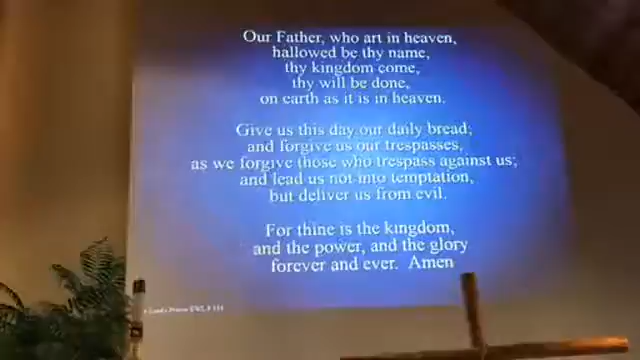 Our Father, who art in heaven,
hallowed be thy name,
thy kingdom come,
thy will be done,
on earth as it is in heaven.
Give us this day our daily bread;
and forgive us our trespasses,
as we forgive those who trespass against us;
and lead us not into temptation,
but deliver us from evil.
For thine is the kingdom,
and the power, and the glory
forever and ever. Amen
Lord's Prayer